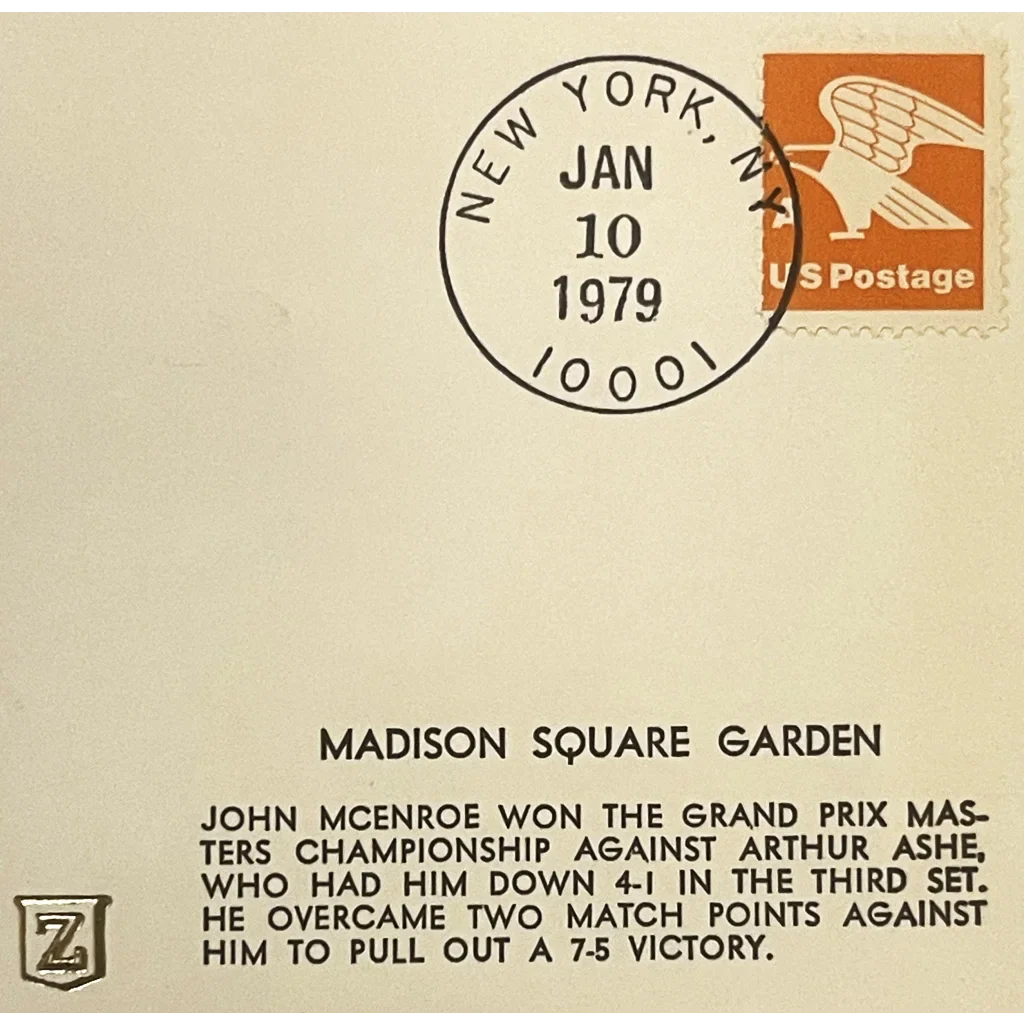 NEW YORK, NY
JAN
10
1979
10001
US Postage
MADISON SQUARE GARDEN
JOHN MCENROE WON THE GRAND PRIX MAS-
TERS CHAMPIONSHIP AGAINST ARTHUR ASHE,
WHO HAD HIM DOWN 4-1 IN THE THIRD SET.
HE OVERCAME TWO MATCH POINTS AGAINST
HIM TO PULL OUT A 7-5 VICTORY.
Z